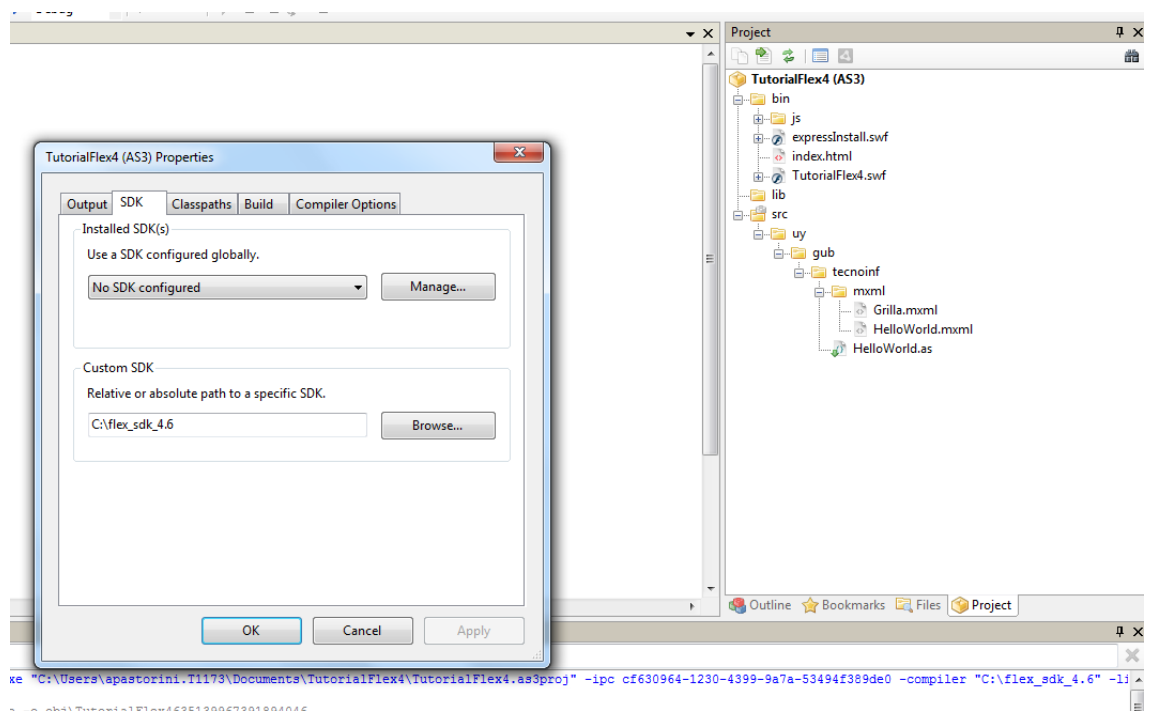 Project
TutorialFlex4 (AS3)
bin
js
expressInstall.swf
index.html
TutorialFlex4.swf
lib
src
uy
gub
tecnoinf
mxml
Grilla.mxml
HelloWorld.mxml
HelloWorld.as
TutorialFlex4 (AS3) Properties
Output SDK Classpaths Build Compiler Options
Installed SDK(s)
Use a SDK configured globally.
No SDK configured Manage...
Custom SDK
Relative or absolute path to a specific SDK.
C:\flex_sdk_4.6 Browse...
OK Cancel Apply
Outline Bookmarks Files Project
xe "C:\Users\apastorini.T1173\Documents\TutorialFlex4\TutorialFlex4.as3proj" -ipc cf630964-1230-4399-9a7a-53494f389de0 -compiler "C:\flex_sdk_4.6" -li